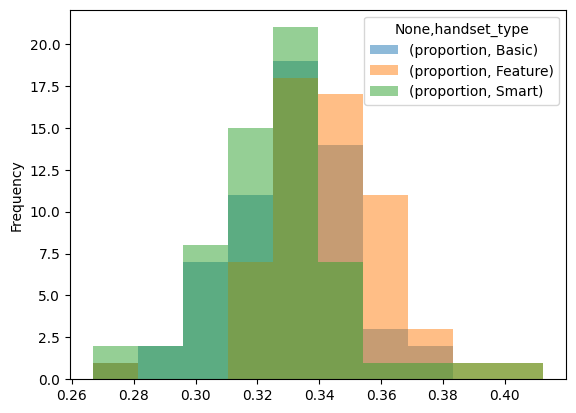 None,handset_type
(proportion, Basic)
(proportion, Feature)
(proportion, Smart)
Frequency
20.0
17.5
15.0
12.5
10.0
7.5
5.0
2.5
0.0
0.26 0.28 0.30 0.32 0.34 0.36 0.38 0.40